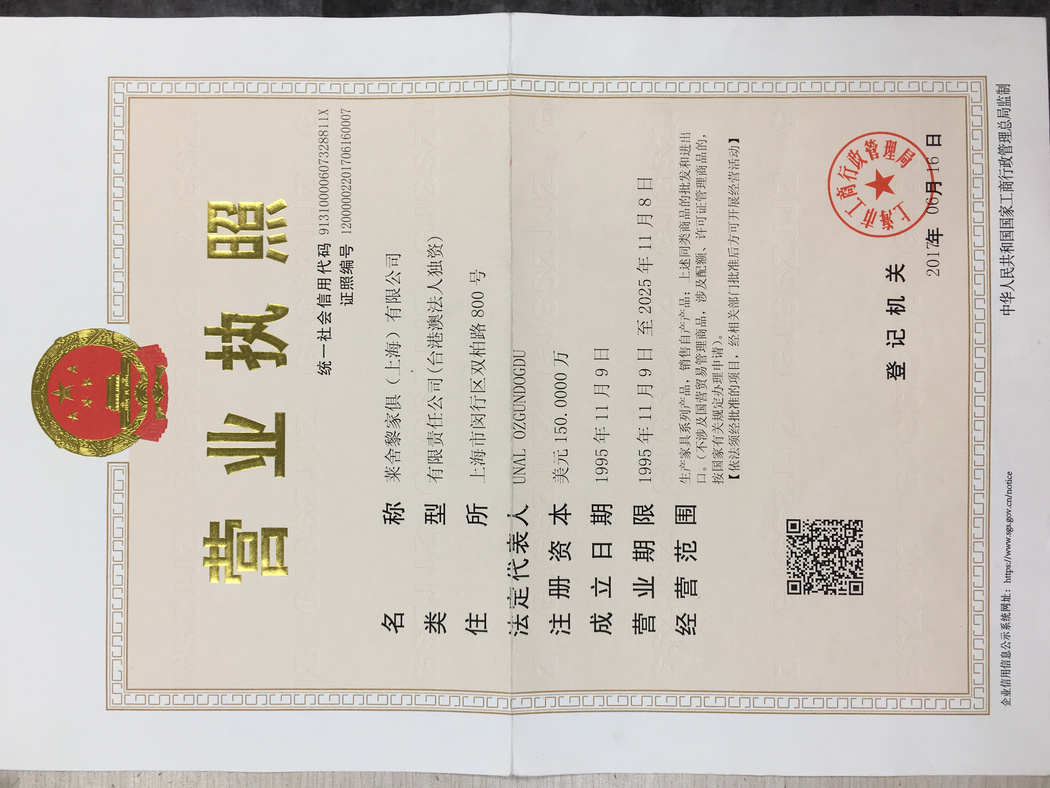 营业执照
统一社会信用代码 91310000607328811X
证照编号 12000002201706160007
名称 莱舍黎家俱（上海）有限公司
类型 有限责任公司(台港澳法人独资)
住所 上海市闵行区双柏路800号
法定代表人 UNAL OZGUNDOGDU
注册资本 美元150.0000万
成立日期 1995年11月9日
营业期限 1995年11月9日 至 2025年11月8日
经营范围 生产家具系列产品，销售自产产品；上述同类商品的批发和进出
口。（不涉及国营贸易管理商品，涉及配额、许可证管理商品的，
按国家有关规定办理申请）。
【依法须经批准的项目，经相关部门批准后方可开展经营活动】
登记机关
上海市工商行政管理局
2017年 06月 16日
企业信用信息公示系统网址：https://www.sgs.gov.cn/notice
中华人民共和国国家工商行政管理总局监制